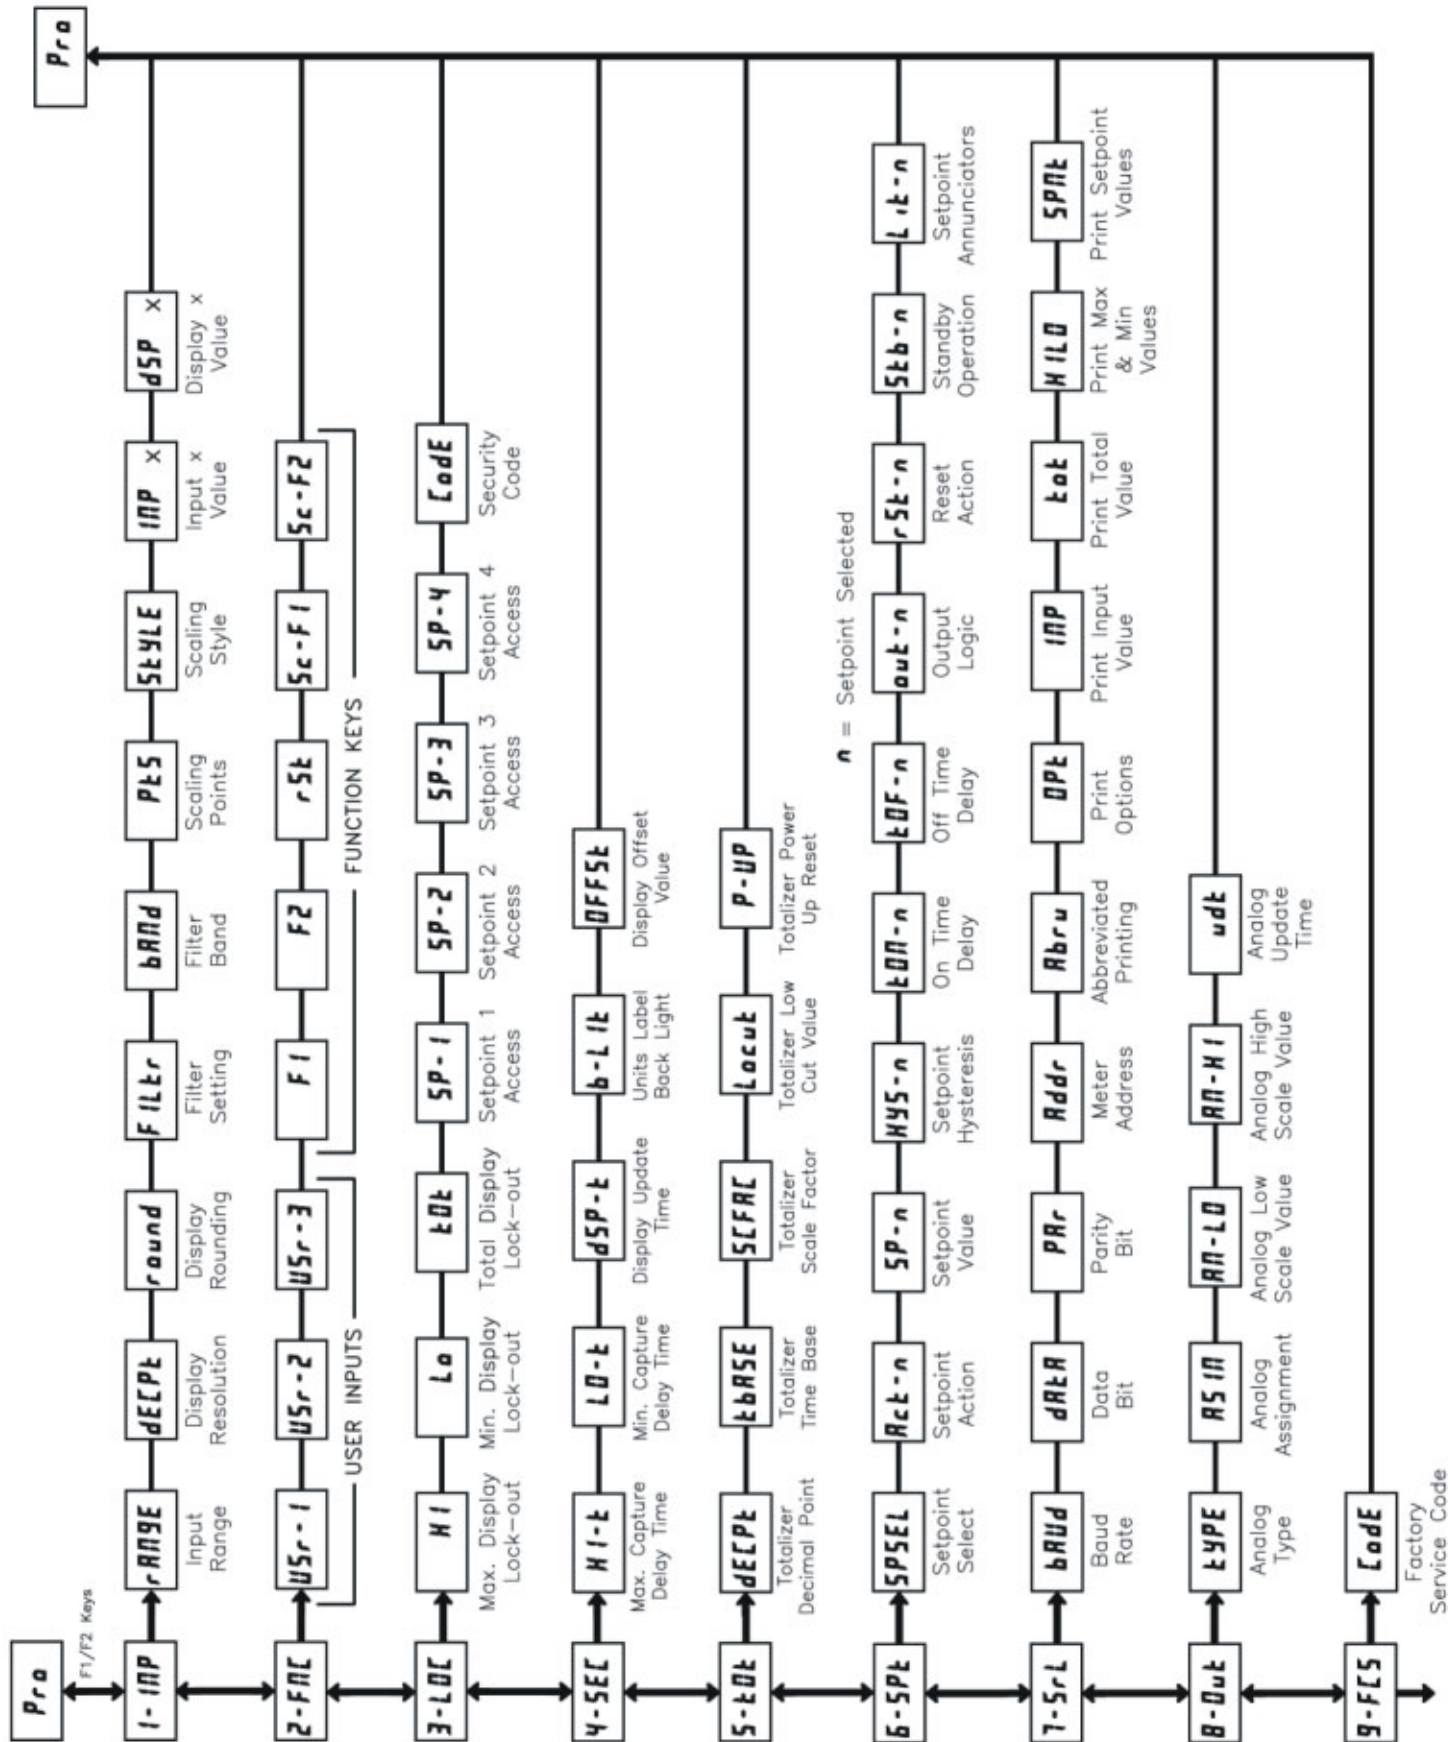 Pro
F1/F2 Keys
Pro
1-INP
rANgE
Input
Range
dECPt
Display
Resolution
round
Display
Rounding
FILtr
Filter
Setting
bANd
Filter
Band
PtS
Scaling
Points
StYLE
Scaling
Style
INP x
Input x
Value
dSP x
Display x
Value
2-FNC
USr-1
USr-2
USr-3
USER INPUTS
F1
F2
rSt
Sc-F1
Sc-F2
FUNCTION KEYS
3-LOC
HI
Max. Display
Lock-out
Lo
Min. Display
Lock-out
tOt
Total Display
Lock-out
SP-1
Setpoint 1
Access
SP-2
Setpoint 2
Access
SP-3
Setpoint 3
Access
SP-4
Setpoint 4
Access
CodE
Security
Code
4-SEC
HI-t
Max. Capture
Delay Time
LO-t
Min. Capture
Delay Time
dSP-t
Display Update
Time
b-LIt
Units Label
Back Light
OFFSt
Display Offset
Value
5-tOt
dECPt
Totalizer
Decimal Point
tbASE
Totalizer
Time Base
SCFAC
Totalizer
Scale Factor
Locut
Totalizer Low
Cut Value
P-UP
Totalizer Power
Up Reset
n = Setpoint Selected
6-SPt
SPSEL
Setpoint
Select
Act-n
Setpoint
Action
SP-n
Setpoint
Value
HYS-n
Setpoint
Hysteresis
tON-n
On Time
Delay
tOF-n
Off Time
Delay
out-n
Output
Logic
rSt-n
Reset
Action
Stb-n
Standby
Operation
Lit-n
Setpoint
Annunciators
7-SrL
bAUd
Baud
Rate
dAtA
Data
Bit
PAr
Parity
Bit
Addr
Meter
Address
Abru
Abbreviated
Printing
OPt
Print
Options
INP
Print Input
Value
tot
Print Total
Value
HILO
Print Max
& Min
Values
SPNt
Print Setpoint
Values
8-Out
tYPE
Analog
Type
ASIN
Analog
Assignment
AN-LO
Analog Low
Scale Value
AN-HI
Analog High
Scale Value
udt
Analog
Update
Time
9-FCS
CodE
Factory
Service Code